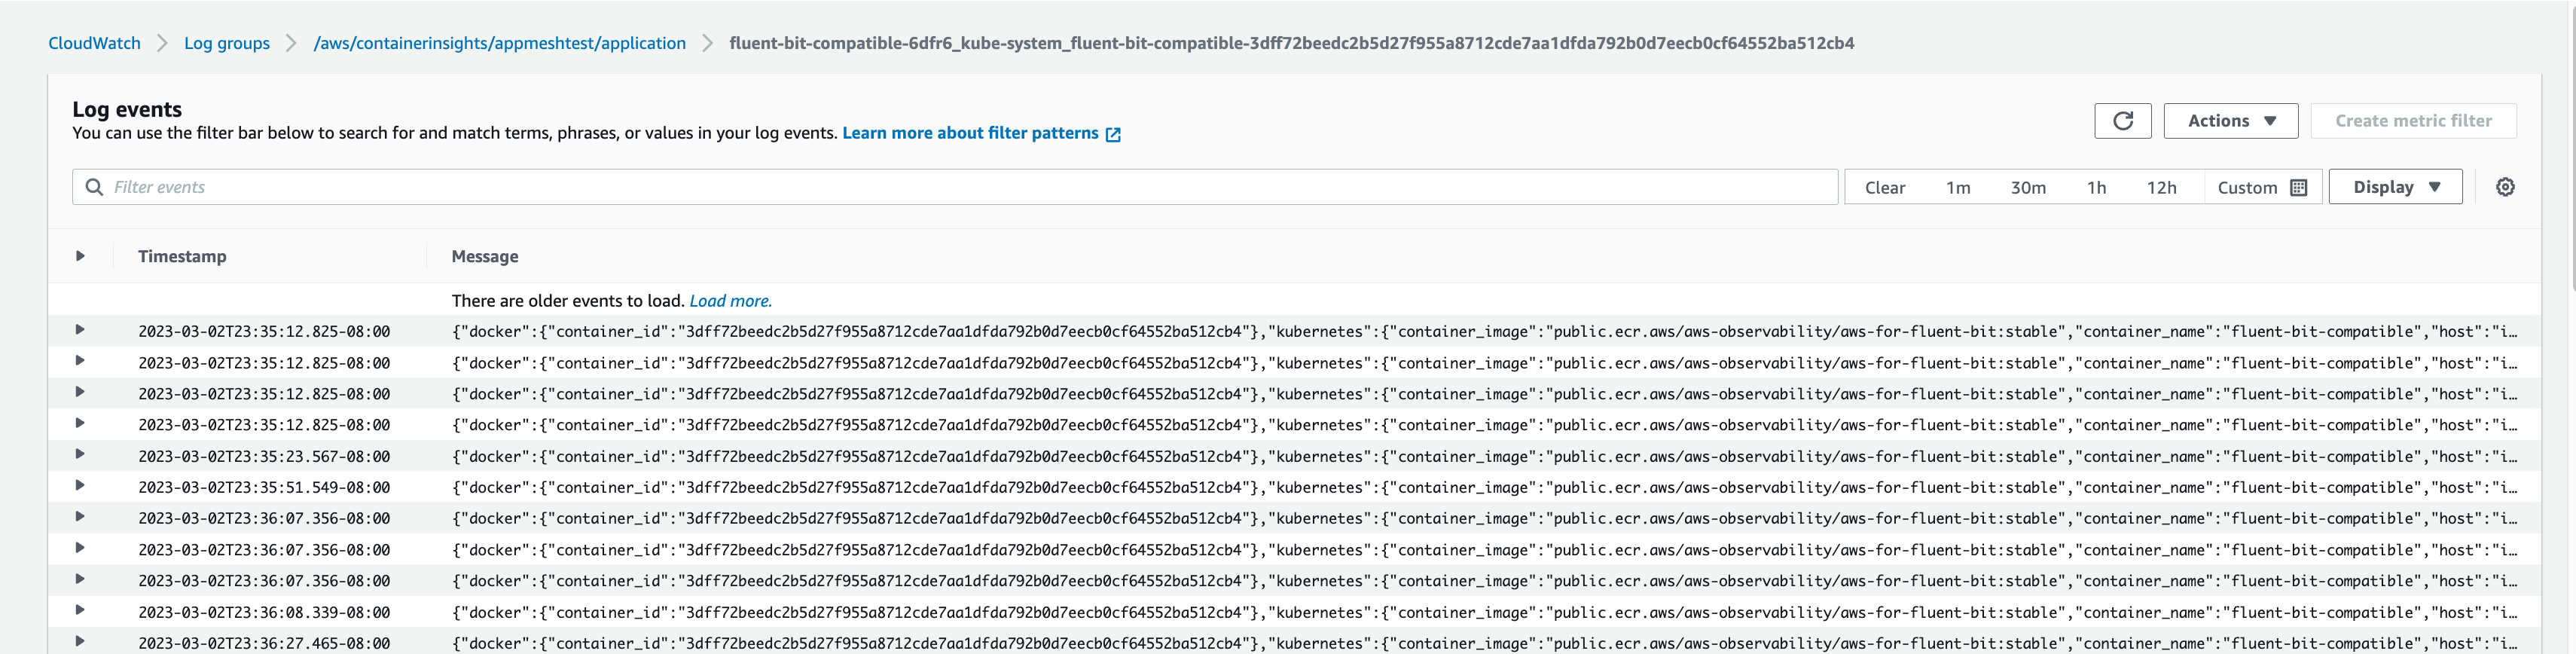 CloudWatch > Log groups > /aws/containerinsights/appmeshtest/application > fluent-bit-compatible-6dfr6_kube-system_fluent-bit-compatible-3dff72beedc2b5d27f955a8712cde7aa1dfda792b0d7eecb0cf64552ba512cb4
Log events
You can use the filter bar below to search for and match terms, phrases, or values in your log events. Learn more about filter patterns
Actions Create metric filter
Filter events Clear 1m 30m 1h 12h Custom Display
Timestamp Message
There are older events to load. Load more.
2023-03-02T23:35:12.825-08:00 {"docker":{"container_id":"3dff72beedc2b5d27f955a8712cde7aa1dfda792b0d7eecb0cf64552ba512cb4"},"kubernetes":{"container_image":"public.ecr.aws/aws-observability/aws-for-fluent-bit:stable","container_name":"fluent-bit-compatible","host":"i…
2023-03-02T23:35:12.825-08:00 {"docker":{"container_id":"3dff72beedc2b5d27f955a8712cde7aa1dfda792b0d7eecb0cf64552ba512cb4"},"kubernetes":{"container_image":"public.ecr.aws/aws-observability/aws-for-fluent-bit:stable","container_name":"fluent-bit-compatible","host":"i…
2023-03-02T23:35:12.825-08:00 {"docker":{"container_id":"3dff72beedc2b5d27f955a8712cde7aa1dfda792b0d7eecb0cf64552ba512cb4"},"kubernetes":{"container_image":"public.ecr.aws/aws-observability/aws-for-fluent-bit:stable","container_name":"fluent-bit-compatible","host":"i…
2023-03-02T23:35:12.825-08:00 {"docker":{"container_id":"3dff72beedc2b5d27f955a8712cde7aa1dfda792b0d7eecb0cf64552ba512cb4"},"kubernetes":{"container_image":"public.ecr.aws/aws-observability/aws-for-fluent-bit:stable","container_name":"fluent-bit-compatible","host":"i…
2023-03-02T23:35:23.567-08:00 {"docker":{"container_id":"3dff72beedc2b5d27f955a8712cde7aa1dfda792b0d7eecb0cf64552ba512cb4"},"kubernetes":{"container_image":"public.ecr.aws/aws-observability/aws-for-fluent-bit:stable","container_name":"fluent-bit-compatible","host":"i…
2023-03-02T23:35:51.549-08:00 {"docker":{"container_id":"3dff72beedc2b5d27f955a8712cde7aa1dfda792b0d7eecb0cf64552ba512cb4"},"kubernetes":{"container_image":"public.ecr.aws/aws-observability/aws-for-fluent-bit:stable","container_name":"fluent-bit-compatible","host":"i…
2023-03-02T23:36:07.356-08:00 {"docker":{"container_id":"3dff72beedc2b5d27f955a8712cde7aa1dfda792b0d7eecb0cf64552ba512cb4"},"kubernetes":{"container_image":"public.ecr.aws/aws-observability/aws-for-fluent-bit:stable","container_name":"fluent-bit-compatible","host":"i…
2023-03-02T23:36:07.356-08:00 {"docker":{"container_id":"3dff72beedc2b5d27f955a8712cde7aa1dfda792b0d7eecb0cf64552ba512cb4"},"kubernetes":{"container_image":"public.ecr.aws/aws-observability/aws-for-fluent-bit:stable","container_name":"fluent-bit-compatible","host":"i…
2023-03-02T23:36:07.356-08:00 {"docker":{"container_id":"3dff72beedc2b5d27f955a8712cde7aa1dfda792b0d7eecb0cf64552ba512cb4"},"kubernetes":{"container_image":"public.ecr.aws/aws-observability/aws-for-fluent-bit:stable","container_name":"fluent-bit-compatible","host":"i…
2023-03-02T23:36:08.339-08:00 {"docker":{"container_id":"3dff72beedc2b5d27f955a8712cde7aa1dfda792b0d7eecb0cf64552ba512cb4"},"kubernetes":{"container_image":"public.ecr.aws/aws-observability/aws-for-fluent-bit:stable","container_name":"fluent-bit-compatible","host":"i…
2023-03-02T23:36:27.465-08:00 {"docker":{"container_id":"3dff72beedc2b5d27f955a8712cde7aa1dfda792b0d7eecb0cf64552ba512cb4"},"kubernetes":{"container_image":"public.ecr.aws/aws-observability/aws-for-fluent-bit:stable","container_name":"fluent-bit-compatible","host":"i…